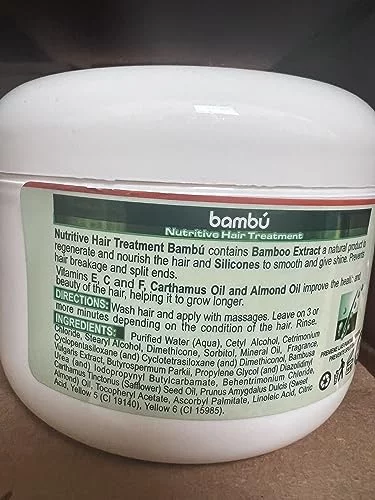 bambú
Nutritive Hair Treatment
Nutritive Hair Treatment Bambú contains Bamboo Extract a natural product to
regenerate and nourish the hair and Silicones to smooth and give shine. Prevents
hair breakage and split ends.
Vitamins E, C and F, Carthamus Oil and Almond Oil improve the health and
beauty of the hair, helping it to grow longer.
DIRECTIONS: Wash hair and apply with massages. Leave on 3 or
more minutes depending on the condition of the hair. Rinse.
INGREDIENTS: Purified Water (Aqua), Cetyl Alcohol, Cetrimonium
Chloride, Stearyl Alcohol, Dimethicone, Sorbitol, Mineral Oil, Fragrance,
Cyclopentasiloxane (and) Cyclotetrasiloxane (and) Dimethiconol, Bambusa
Vulgaris Extract, Butyrospermum Parkii, Propylene Glycol (and) Diazolidinyl
Urea (and) Iodopropynyl Butylcarbamate, Behentrimonium Chloride,
Carthamus Tinctorius (Safflower) Seed Oil, Prunus Amygdalus Dulcis (Sweet
Almond) Oil, Tocopheryl Acetate, Ascorbyl Palmitate, Linoleic Acid, Citric
Acid, Yellow 5 (CI 19140), Yellow 6 (CI 15985).